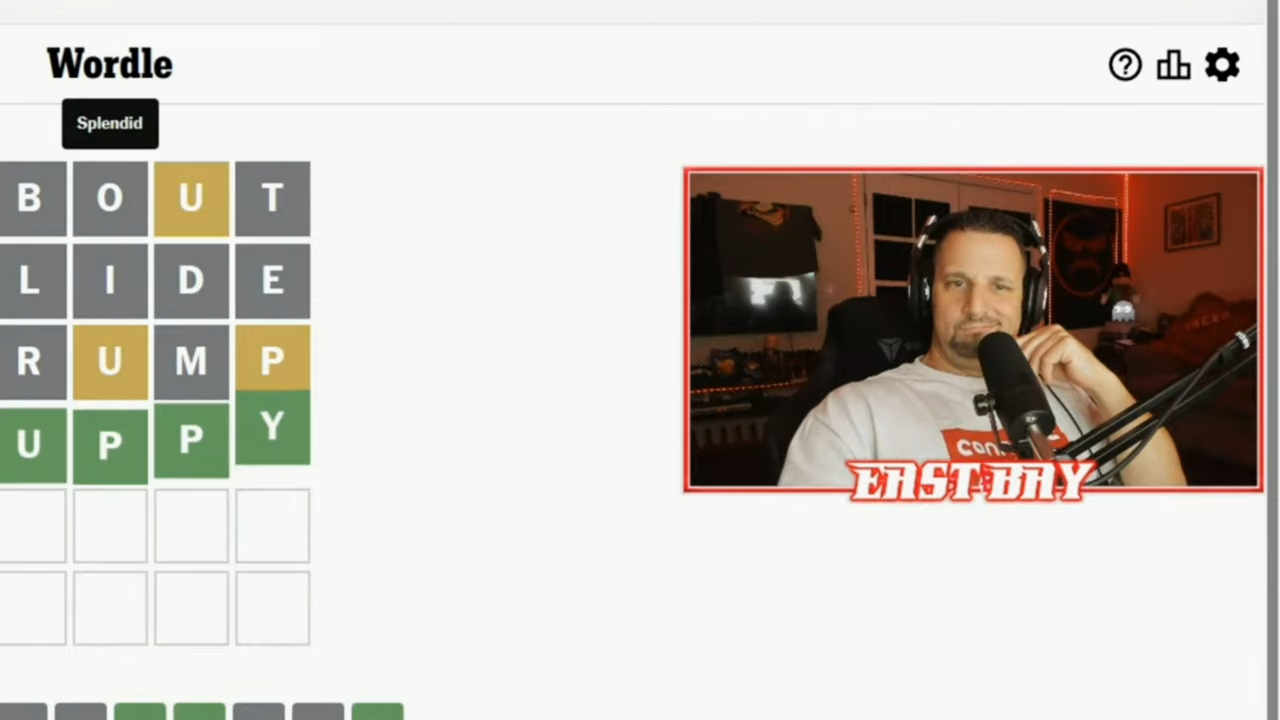 Wordle
Splendid
B O U T
L I D E
R U M P
U P P Y
EAST BAY